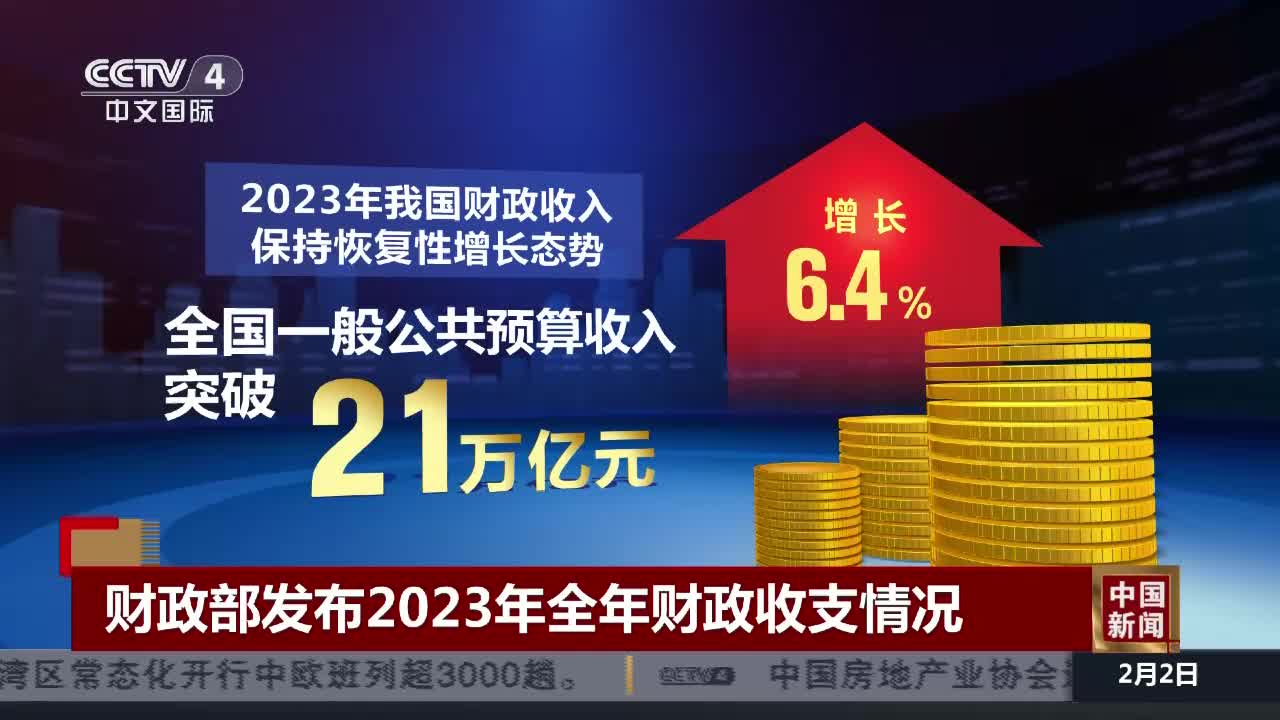 CCTV 4
中文国际
2023年我国财政收入
保持恢复性增长态势
增长
6.4%
全国一般公共预算收入
突破
21万亿元
财政部发布2023年全年财政收支情况
中国
新闻
湾区常态化开行中欧班列超3000趟。
CCTV 4
中国房地产业协会
2月2日